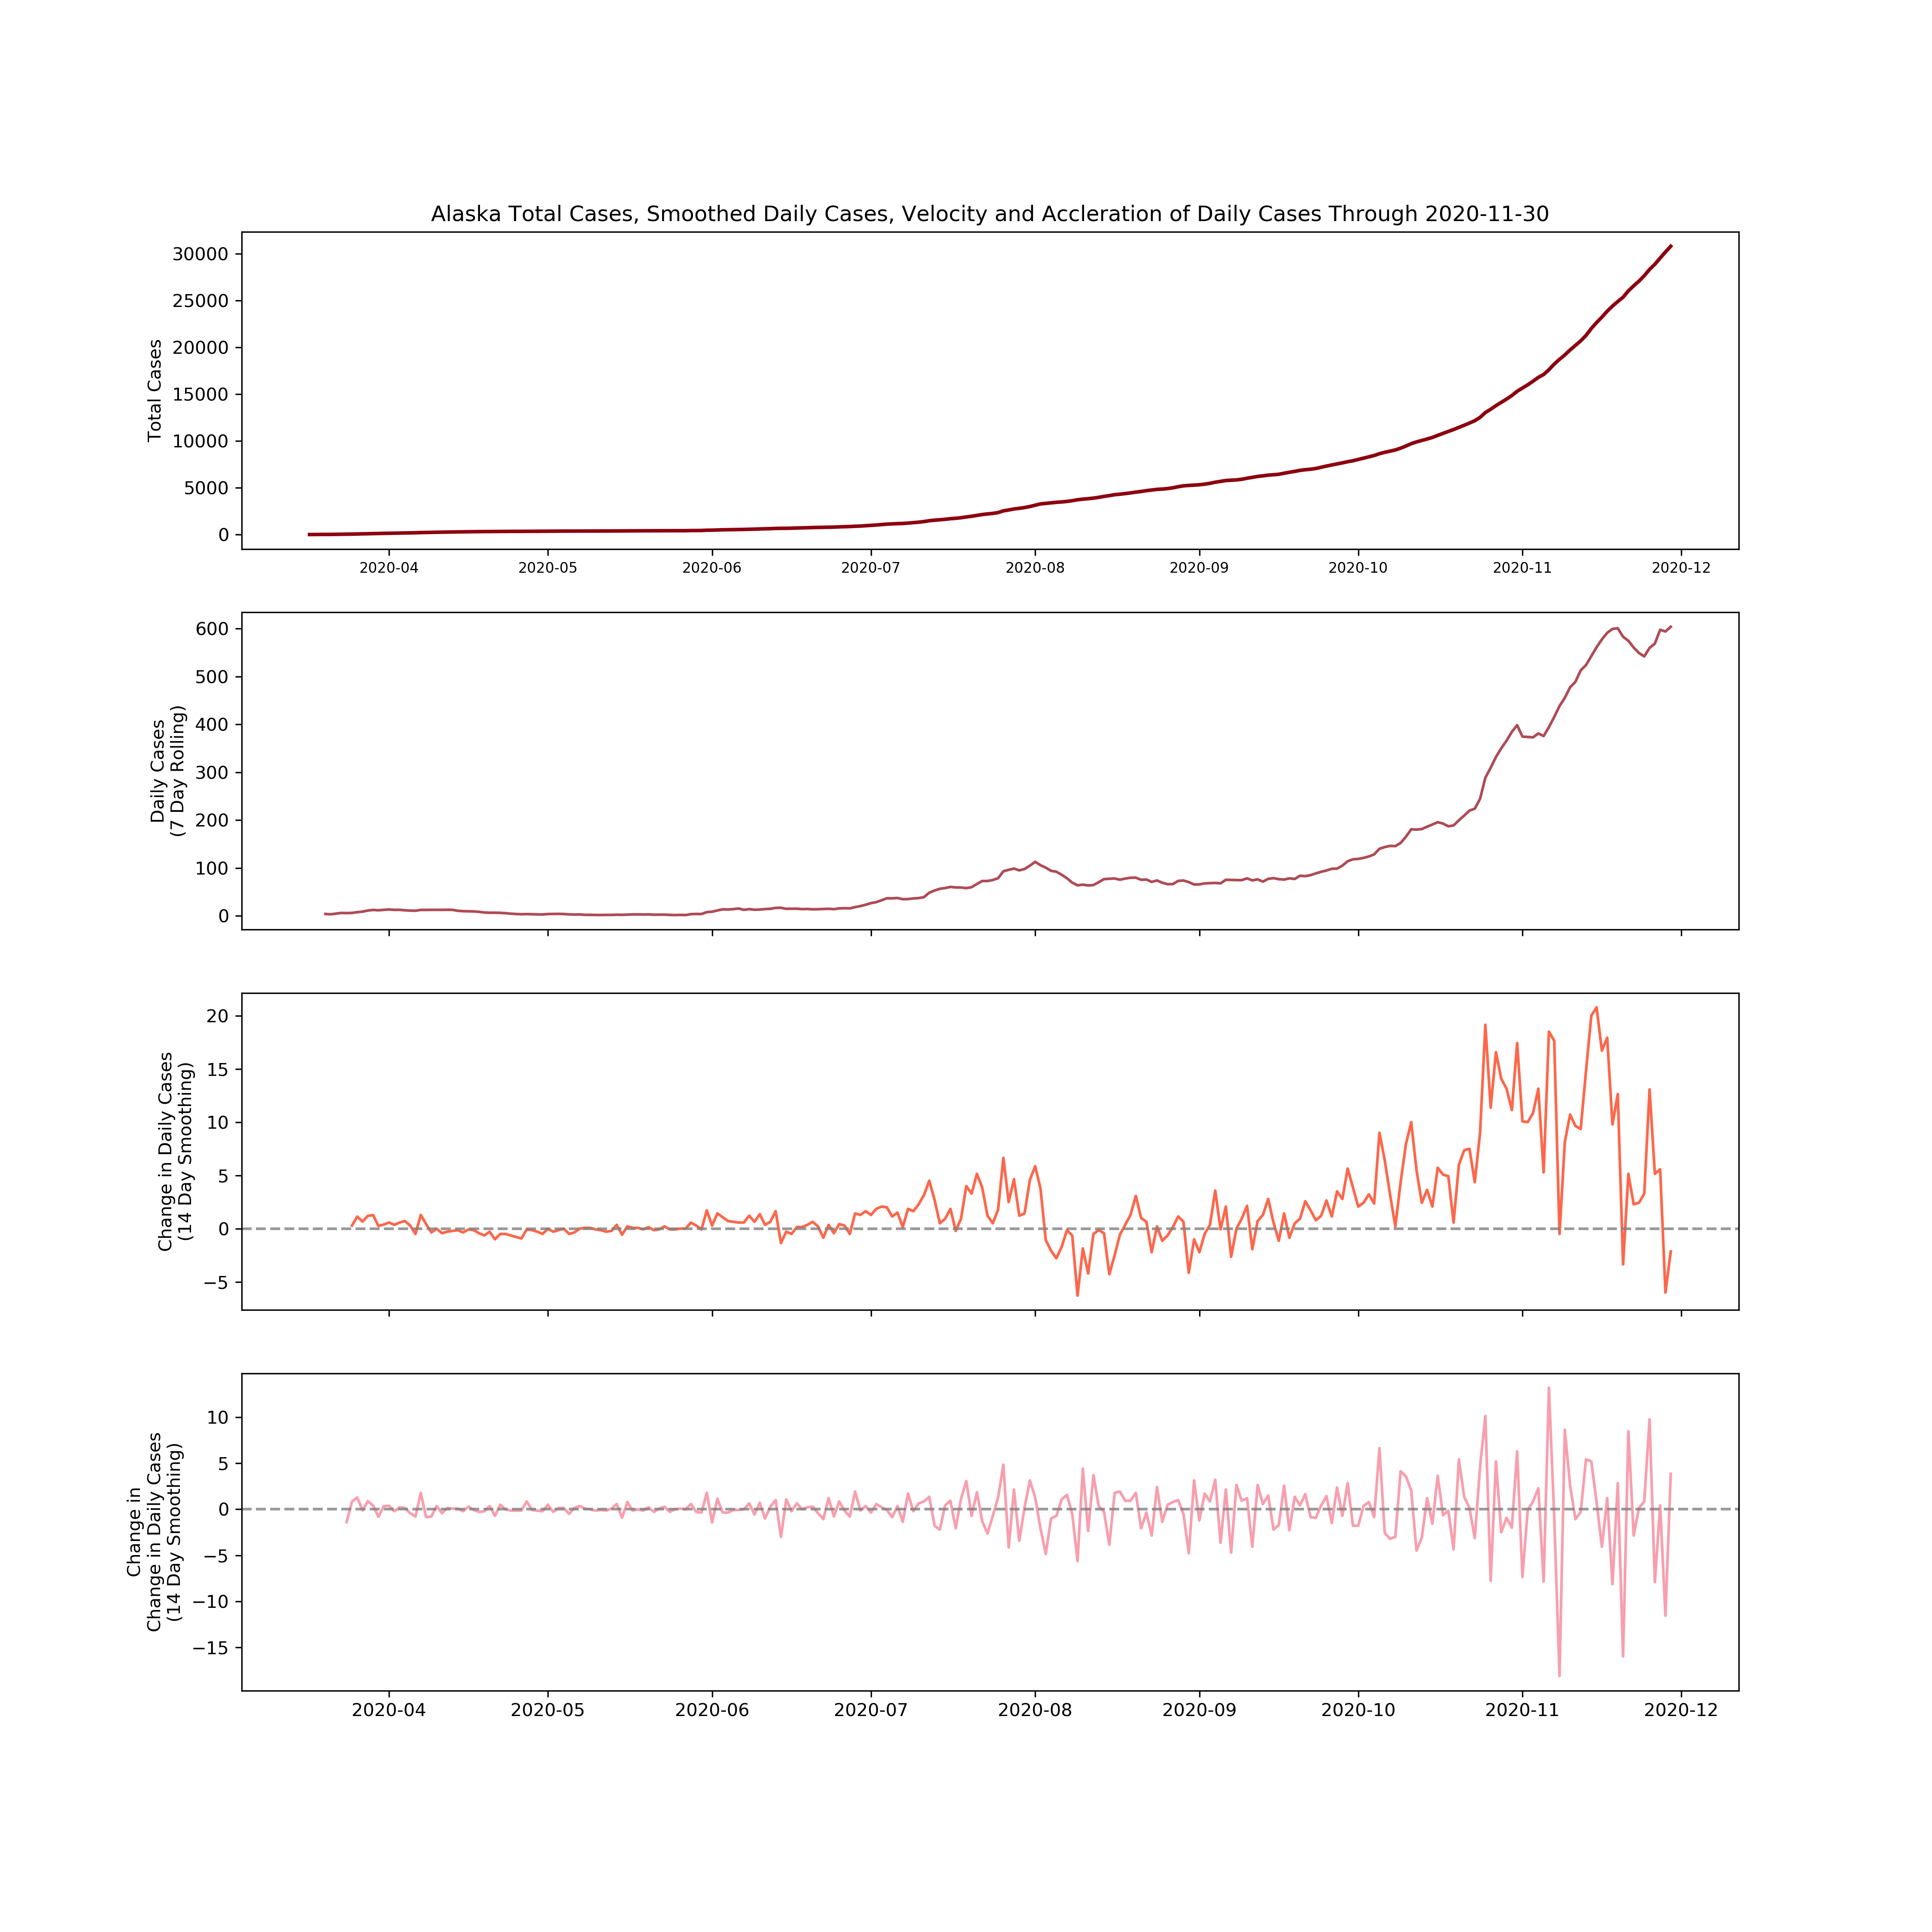 Alaska Total Cases, Smoothed Daily Cases, Velocity and Accleration of Daily Cases Through 2020-11-30
30000
25000
20000
15000
10000
5000
0
Total Cases
2020-04 2020-05 2020-06 2020-07 2020-08 2020-09 2020-10 2020-11 2020-12
600
500
400
300
200
100
0
Daily Cases
(7 Day Rolling)
20
15
10
5
0
−5
Change in Daily Cases
(14 Day Smoothing)
10
5
0
−5
−10
−15
Change in
Change in Daily Cases
(14 Day Smoothing)
2020-04 2020-05 2020-06 2020-07 2020-08 2020-09 2020-10 2020-11 2020-12